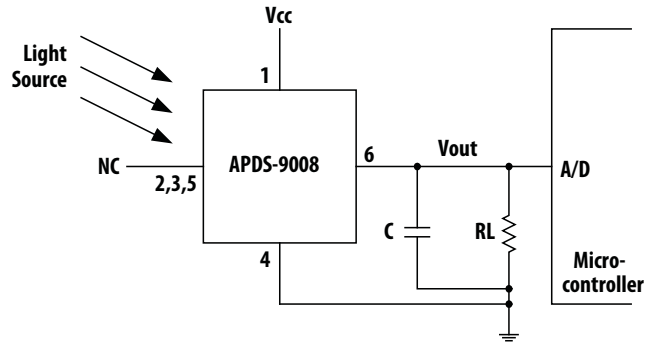 Vcc
Light
Source
1
NC
2,3,5
APDS-9008
6
Vout
A/D
C
RL
4
Micro-
controller